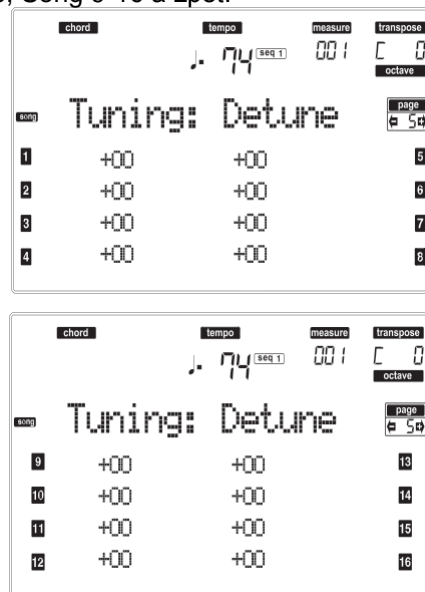 , Song 9-16 a zpět.
chord tempo measure transpose
♩. 74 seq 1 001 C 0
octave
song Tuning: Detune page
5
1 +00 +00 5
2 +00 +00 6
3 +00 +00 7
4 +00 +00 8
chord tempo measure transpose
♩. 74 seq 1 001 C 0
octave
song Tuning: Detune page
5
9 +00 +00 13
10 +00 +00 14
11 +00 +00 15
12 +00 +00 16